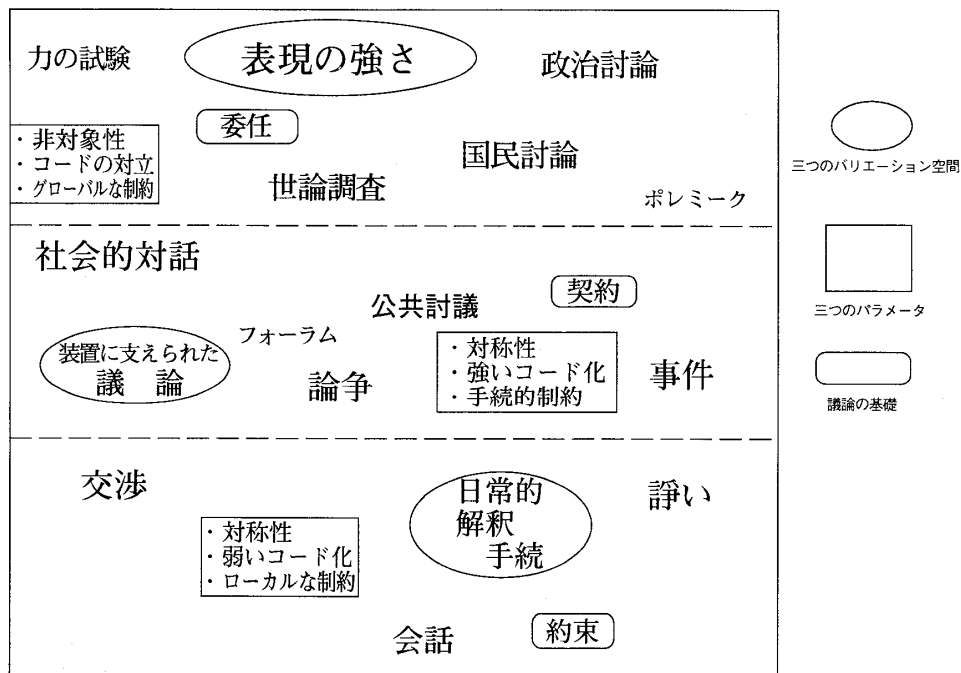 力の試験
表現の強さ
政治討論
委任
・非対象性
・コードの対立
・グローバルな制約
国民討論
世論調査
ポレミーク
社会的対話
契約
公共討議
フォーラム
装置に支えられた
議 論
論争
・対称性
・強いコード化
・手続的制約
事件
交渉
日常的
解釈
手続
諍い
・対称性
・弱いコード化
・ローカルな制約
会話
約束
三つのバリエーション空間
三つのパラメータ
議論の基礎